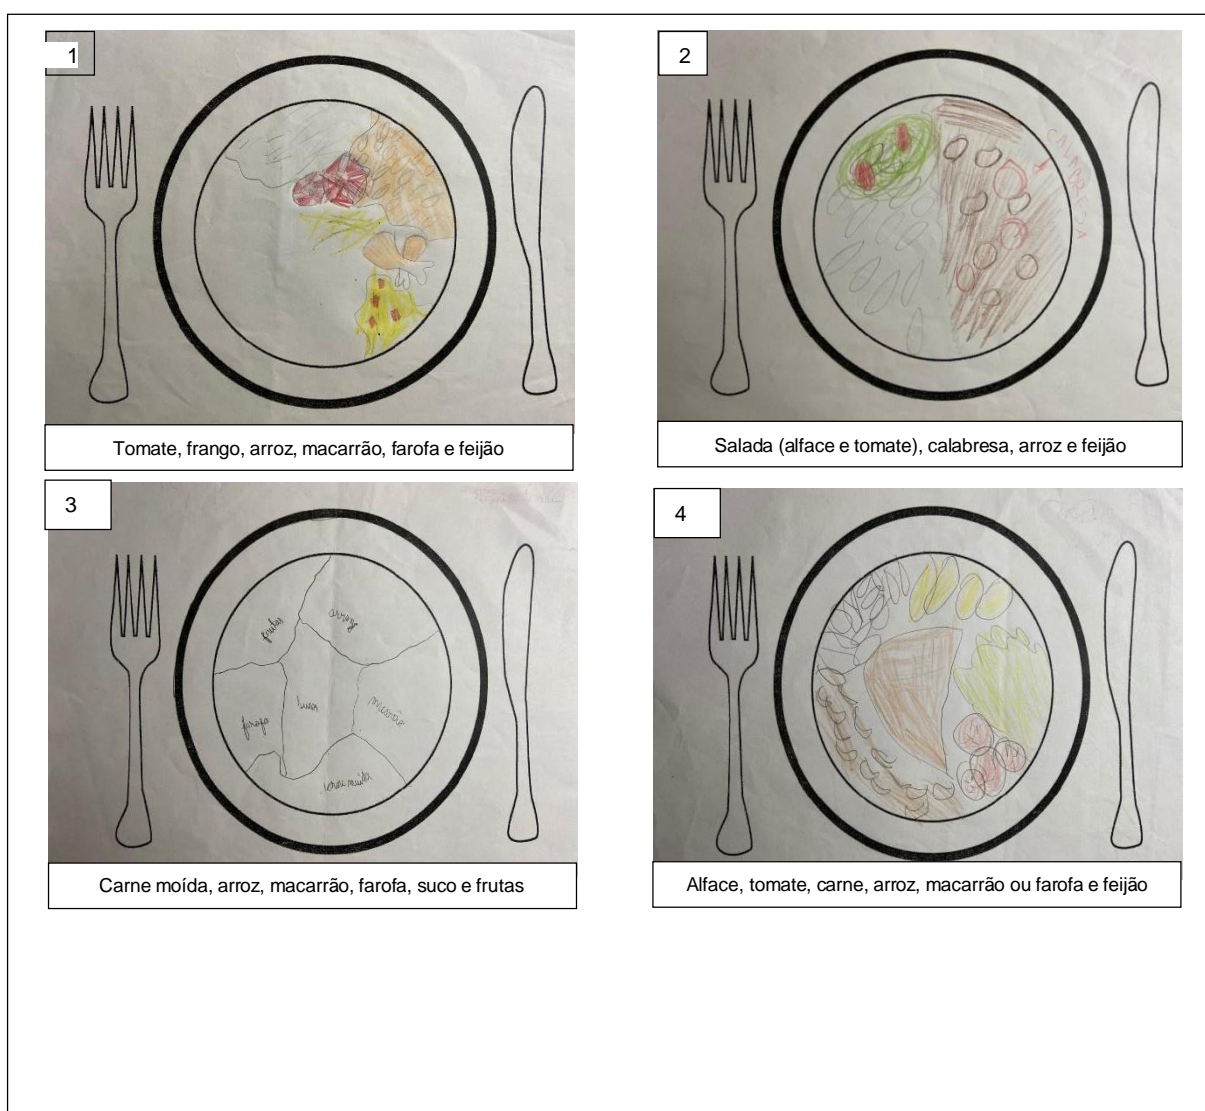 1
2
CALABRESA
Tomate, frango, arroz, macarrão, farofa e feijão
Salada (alface e tomate), calabresa, arroz e feijão
3
4
frutas
arroz
farofa
macarão
Carne moída, arroz, macarrão, farofa, suco e frutas
Alface, tomate, carne, arroz, macarrão ou farofa e feijão